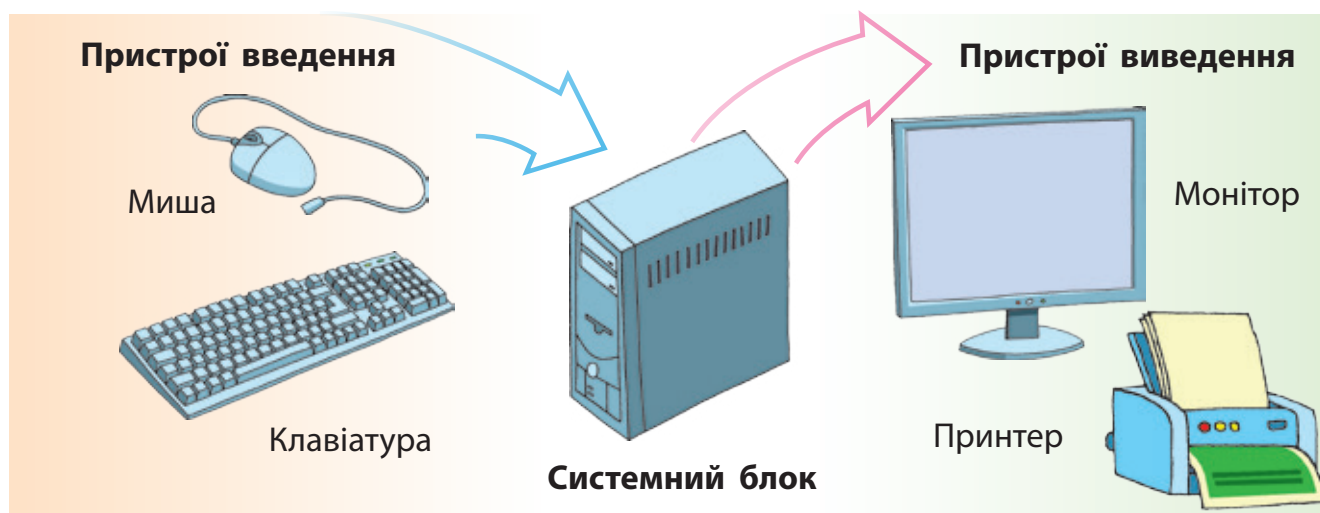 Пристрої введення
Миша
Клавіатура
Системний блок
Пристрої виведення
Монітор
Принтер